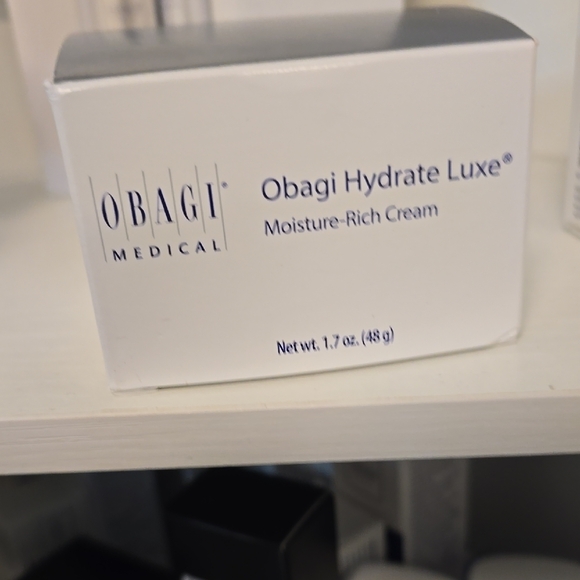 OBAGI®
MEDICAL
Obagi Hydrate Luxe®
Moisture-Rich Cream
Net wt. 1.7 oz. (48 g)